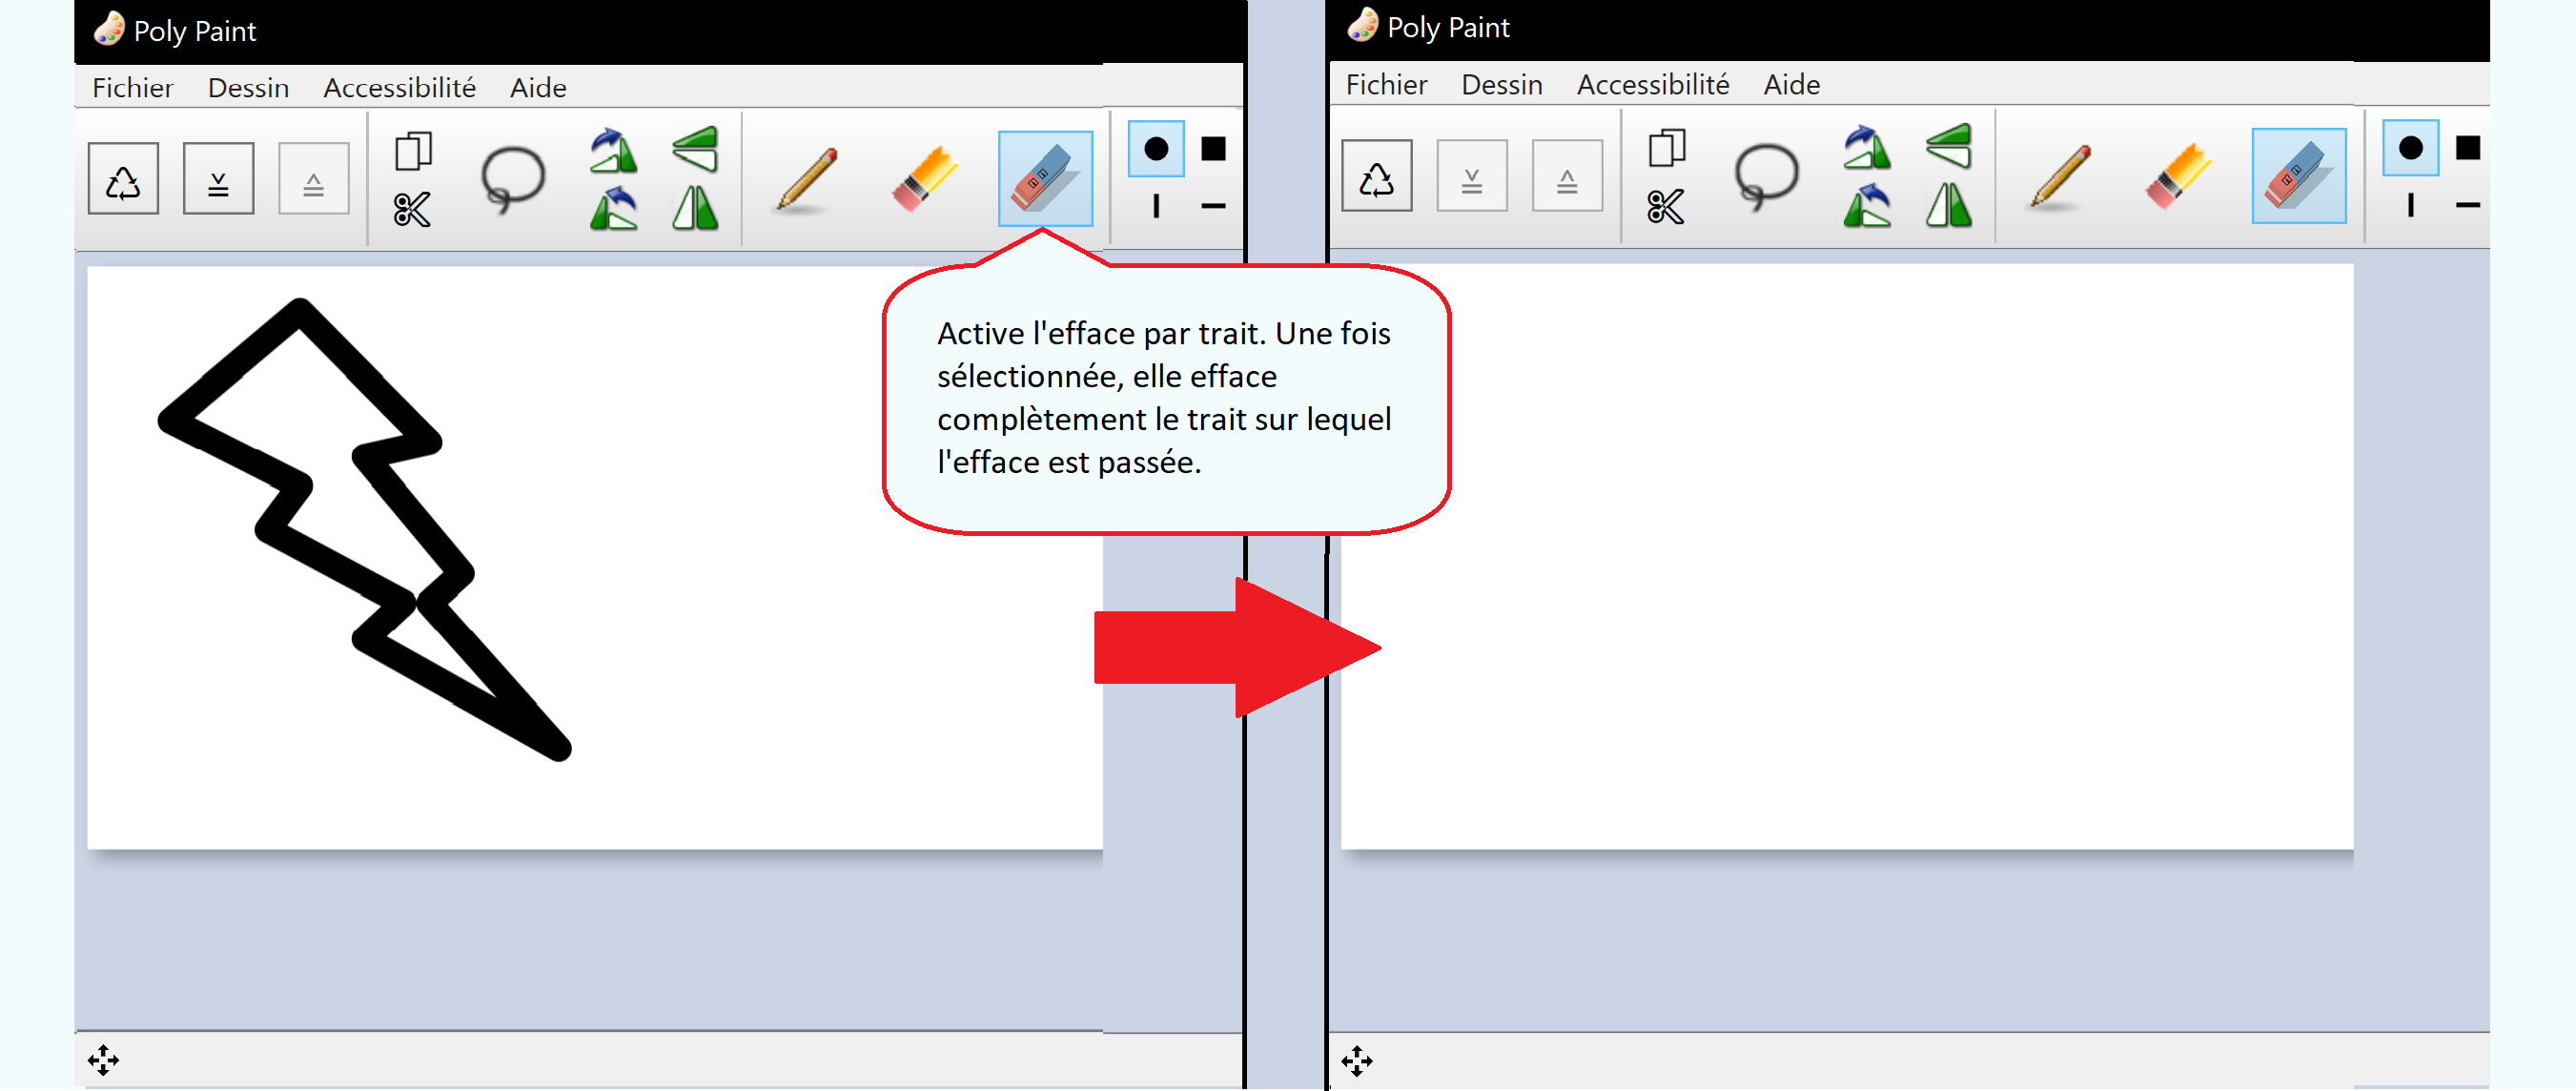 Poly Paint
Fichier Dessin Accessibilité Aide
Active l'efface par trait. Une fois
sélectionnée, elle efface
complètement le trait sur lequel
l'efface est passée.
Poly Paint
Fichier Dessin Accessibilité Aide